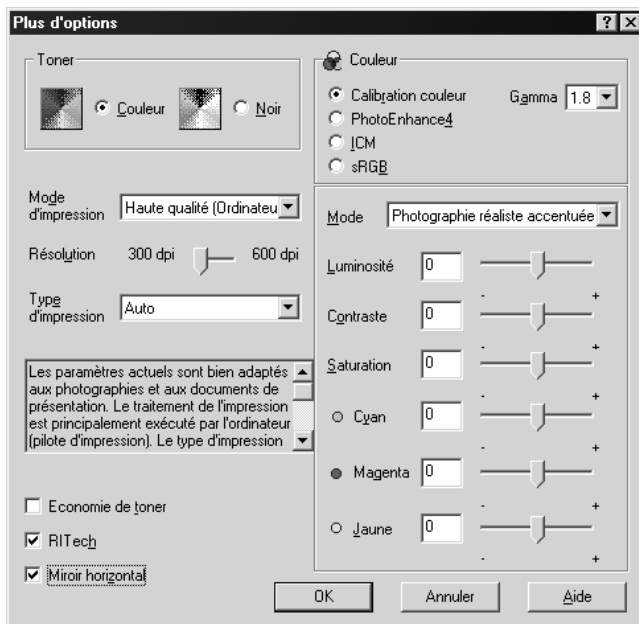 Plus d'options
Toner
Couleur
Noir
Mode d'impression
Haute qualité (Ordinateu
Résolution
300 dpi
600 dpi
Type d'impression
Auto
Les paramètres actuels sont bien adaptés
aux photographies et aux documents de
présentation. Le traitement de l'impression
est principalement exécuté par l'ordinateur
(pilote d'impression). Le type d'impression
Economie de toner
RITech
Miroir horizontal
Couleur
Calibration couleur
Gamma
1.8
PhotoEnhance4
ICM
sRGB
Mode
Photographie réaliste accentuée
Luminosité
0
- +
Contraste
0
- +
Saturation
0
- +
Cyan
0
- +
Magenta
0
- +
Jaune
0
- +
OK
Annuler
Aide